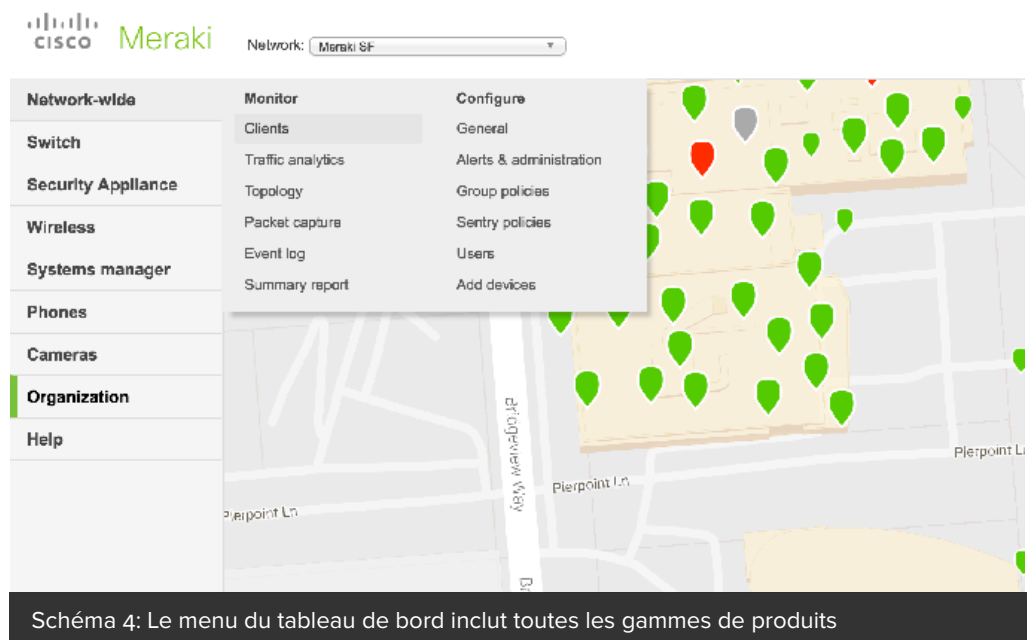 cisco Meraki
Network: Meraki SF
Network-wide
Switch
Security Appliance
Wireless
Systems manager
Phones
Cameras
Organization
Help
Monitor
Clients
Traffic analytics
Topology
Packet capture
Event log
Summary report
Configure
General
Alerts & administration
Group policies
Sentry policies
Users
Add devices
Bridgeview Way
Pierpoint Ln
Pierpoint Ln
Pierpoint L
Br
Schéma 4: Le menu du tableau de bord inclut toutes les gammes de produits